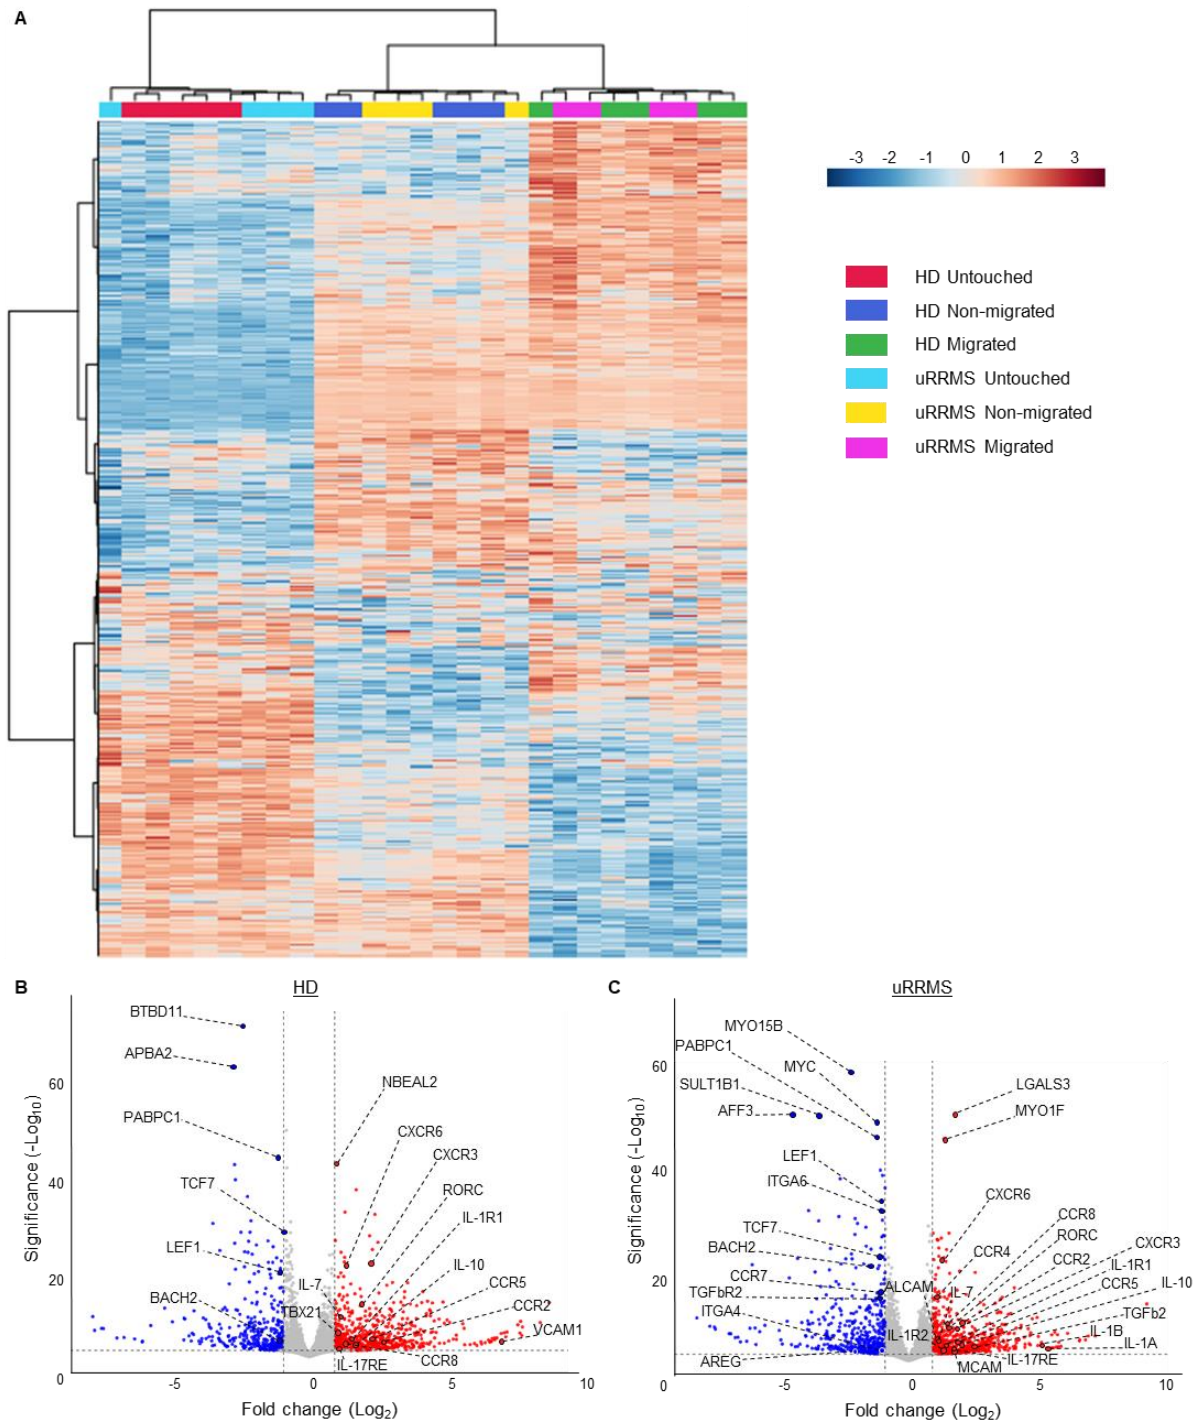 A
-3 -2 -1 0 1 2 3
HD Untouched
HD Non-migrated
HD Migrated
uRRMS Untouched
uRRMS Non-migrated
uRRMS Migrated
B
HD
BTBD11
APBA2
60
NBEAL2
PABPC1
CXCR6
CXCR3
40
TCF7
RORC
IL-1R1
LEF1
IL-10
20
IL-7
CCR5
BACH2
TBX21
CCR2
VCAM1
IL-17RE
CCR8
0
-5 0 5 10
Significance (-Log10)
Fold change (Log2)
C
uRRMS
MYO15B
PABPC1
60
MYC
SULT1B1
LGALS3
AFF3
MYO1F
LEF1
40
ITGA6
CXCR6
CCR8
TCF7
RORC
BACH2
CCR4
CCR2
CXCR3
IL-1R1
CCR7
20
ALCAM
IL-7
CCR5
IL-10
TGFbR2
ITGA4
TGFb2
IL-1R2
IL-1B
IL-1A
AREG
MCAM
IL-17RE
0
-5 0 5 10
Significance (-Log10)
Fold change (Log2)